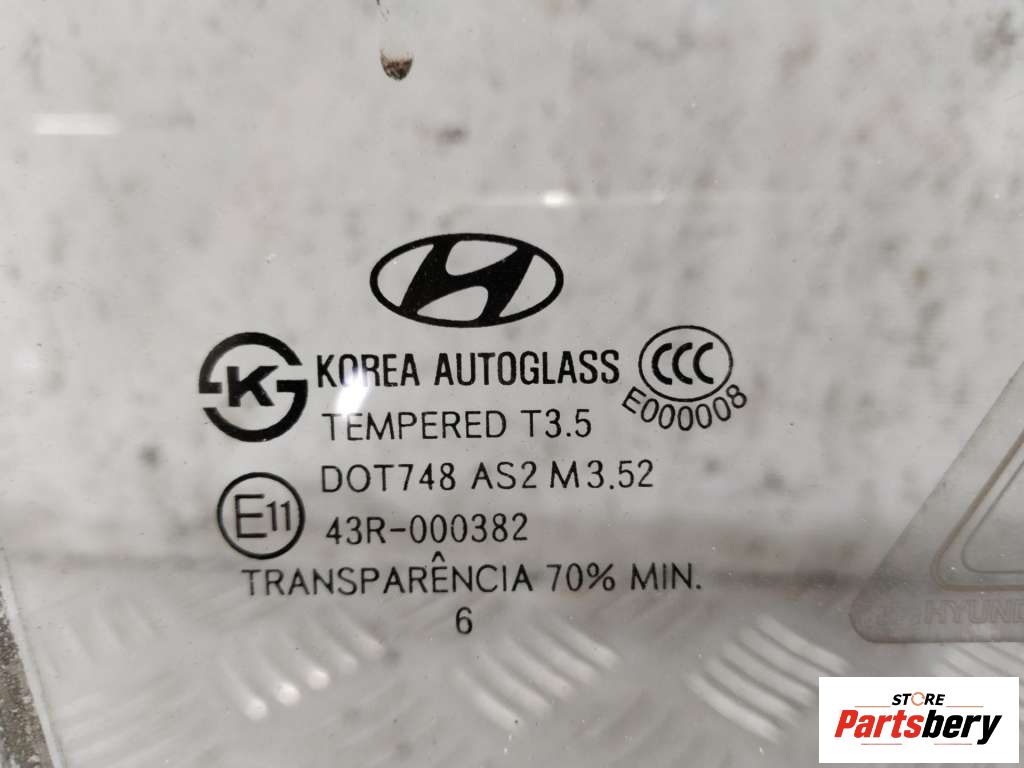 K
KOREA AUTOGLASS
CCC
E000008
TEMPERED T3.5
DOT748 AS2 M3.52
E11
43R-000382
TRANSPARÊNCIA 70% MIN.
6
STORE
Partsbery